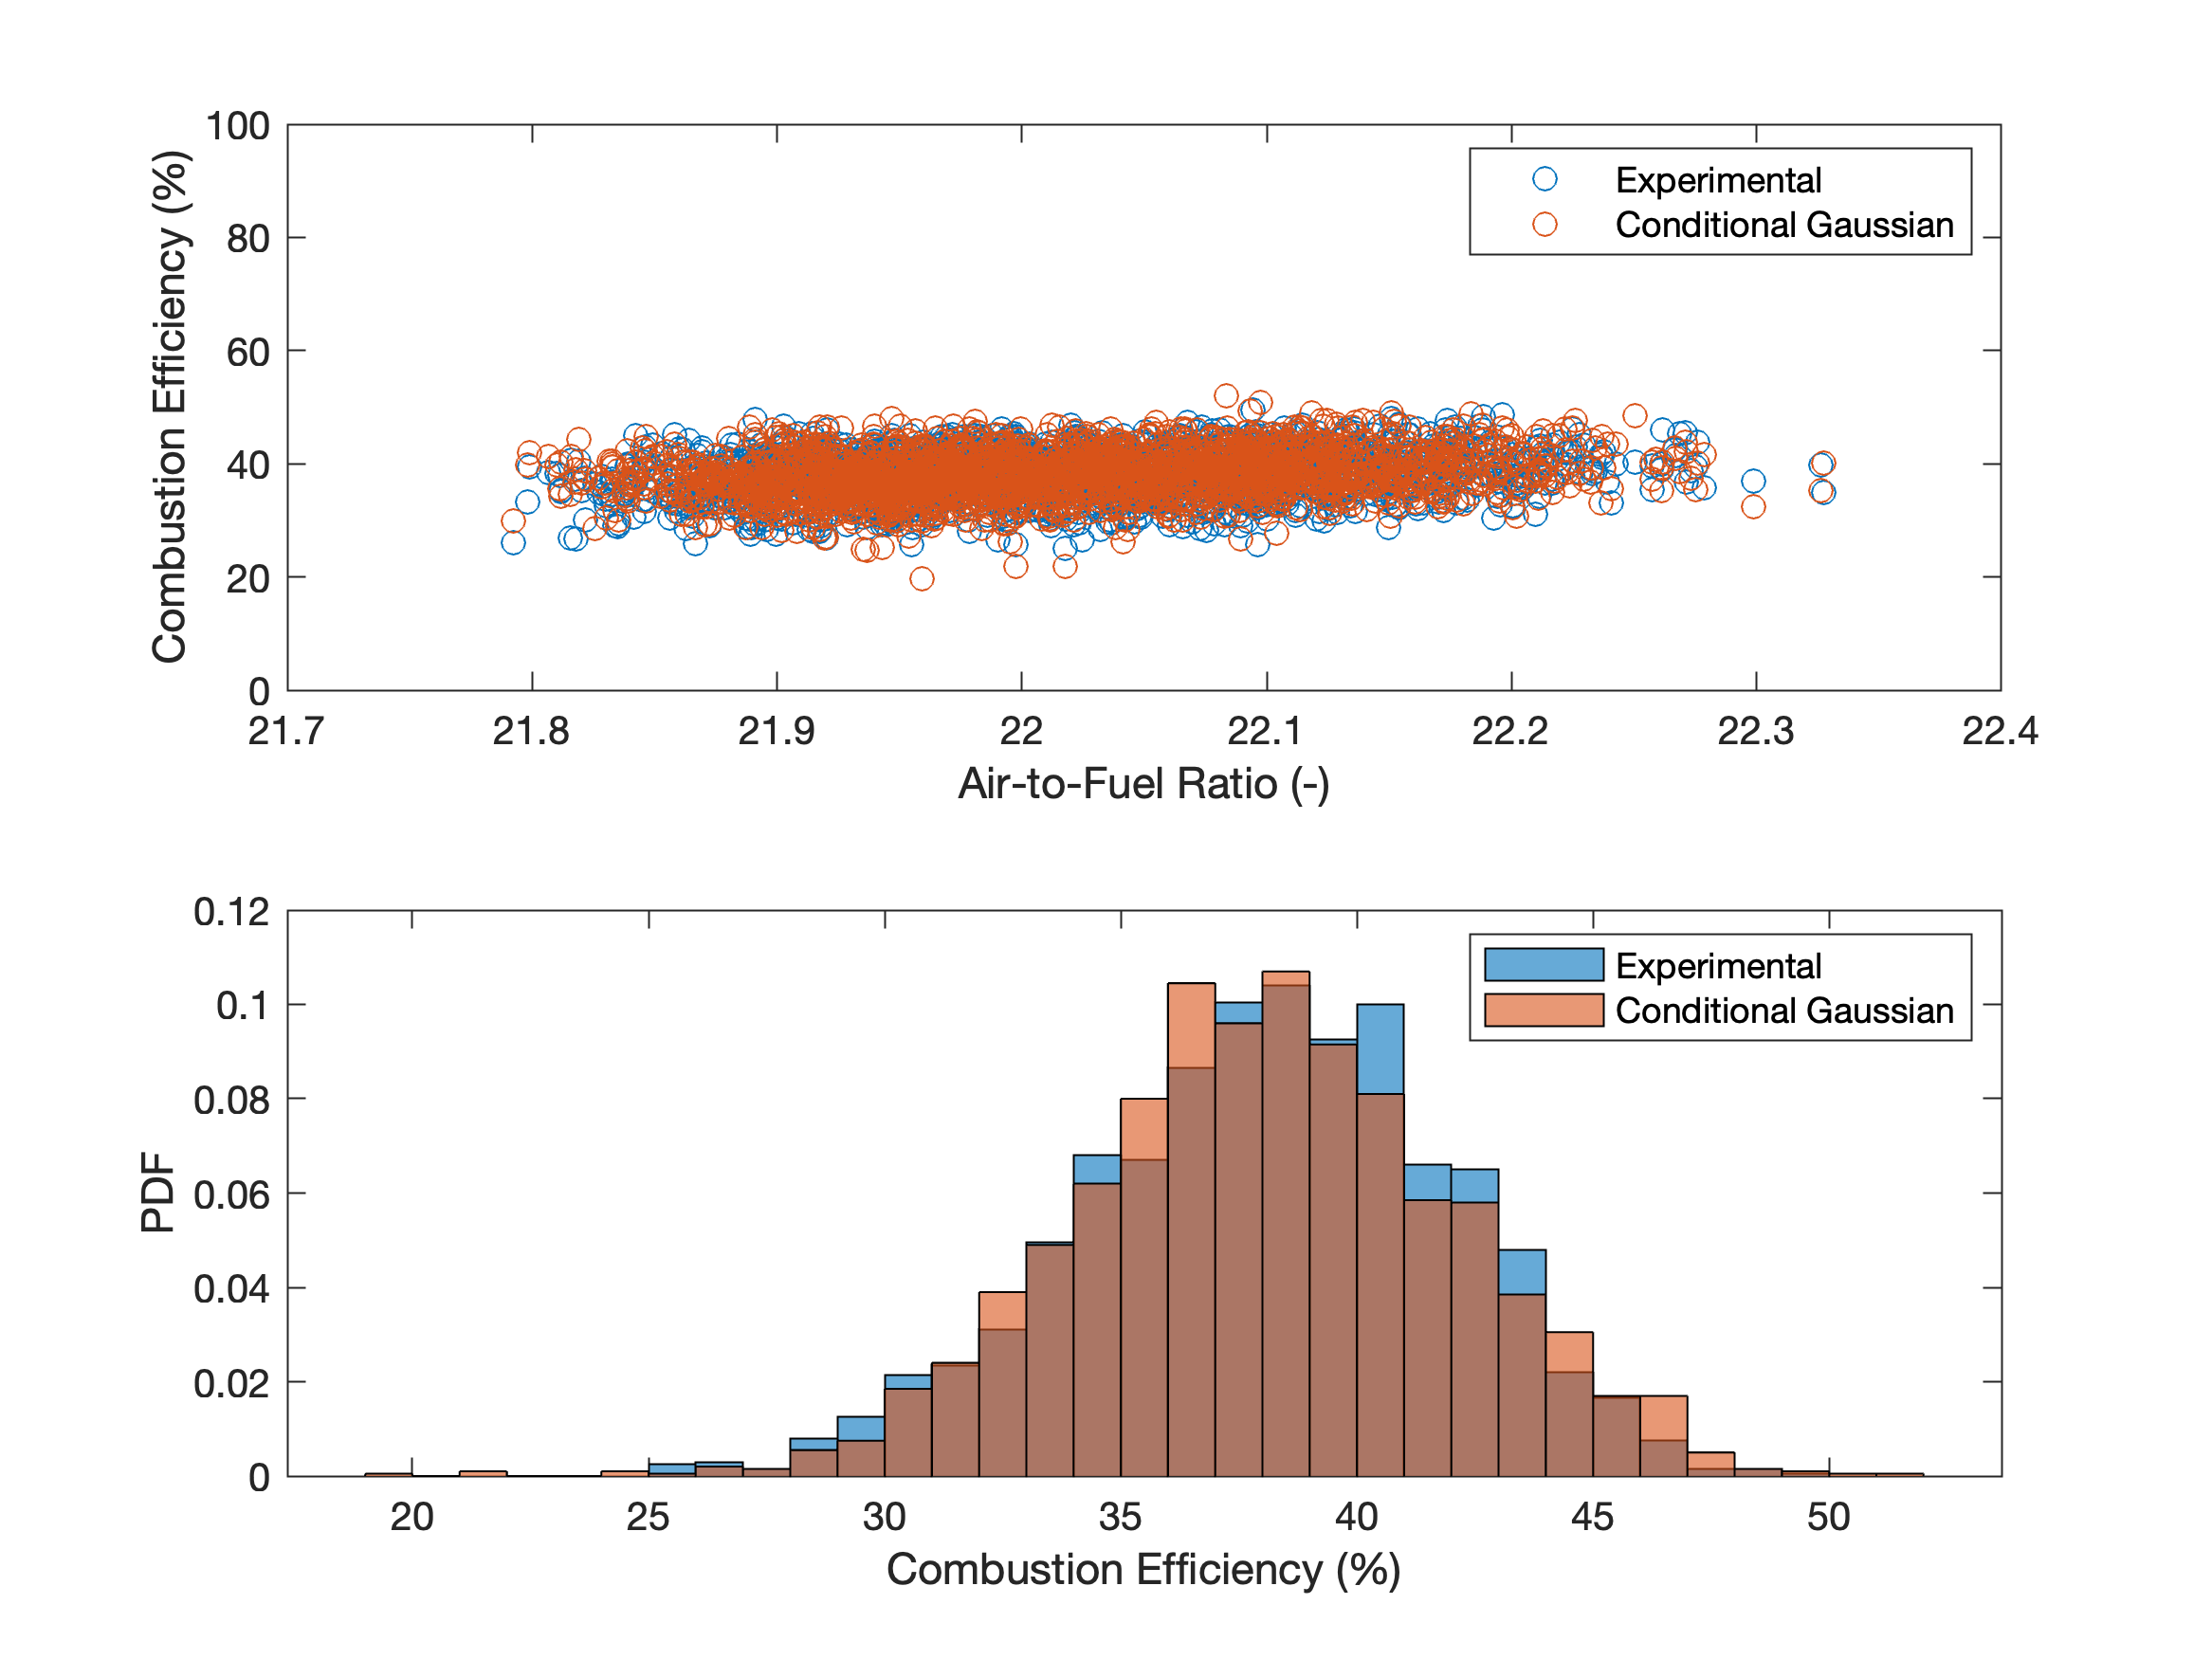 100
80
60
40
20
0
Combustion Efficiency (%)
Experimental
Conditional Gaussian
21.7 21.8 21.9 22 22.1 22.2 22.3 22.4
Air-to-Fuel Ratio (-)
0.12
0.1
0.08
0.06
0.04
0.02
0
PDF
Experimental
Conditional Gaussian
20 25 30 35 40 45 50
Combustion Efficiency (%)